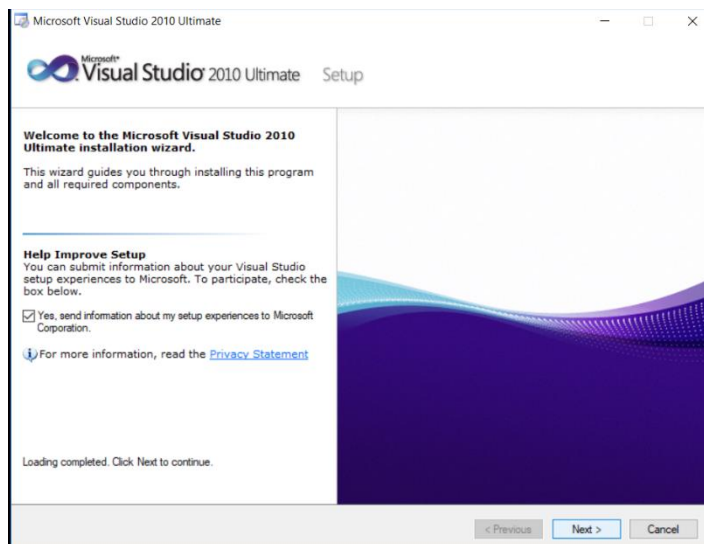 Microsoft Visual Studio 2010 Ultimate
Microsoft®
Visual Studio® 2010 Ultimate Setup
Welcome to the Microsoft Visual Studio 2010
Ultimate installation wizard.
This wizard guides you through installing this program
and all required components.
Help Improve Setup
You can submit information about your Visual Studio
setup experiences to Microsoft. To participate, check the
box below.
Yes, send information about my setup experiences to Microsoft
Corporation.
For more information, read the Privacy Statement
Loading completed. Click Next to continue.
< Previous Next > Cancel